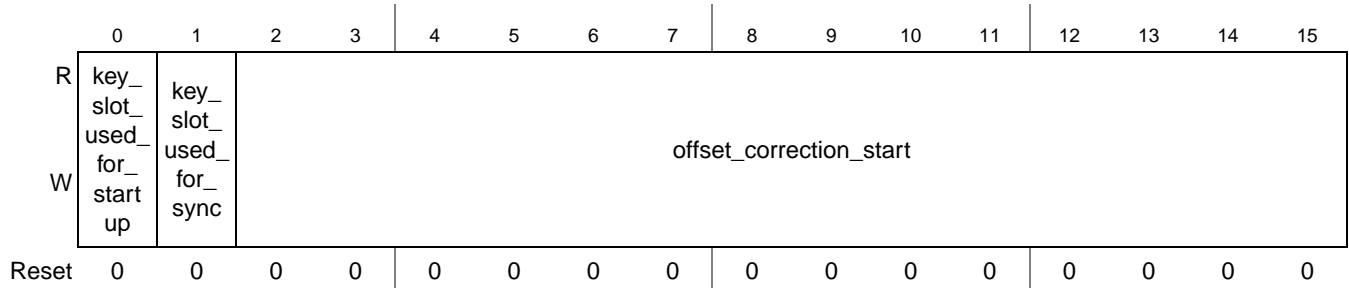 0 1 2 3 4 5 6 7 8 9 10 11 12 13 14 15
R
W
key_
slot_
used_
for_
start
up
key_
slot_
used_
for_
sync
offset_correction_start
Reset 0 0 0 0 0 0 0 0 0 0 0 0 0 0 0 0